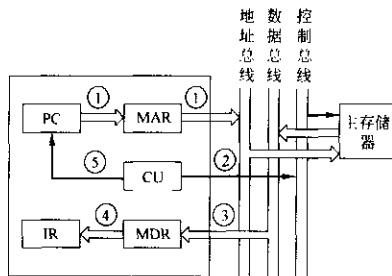 地址总线
数据总线
控制总线
① ①
PC MAR
主存储器
⑤ CU ②
④ ③
IR MDR